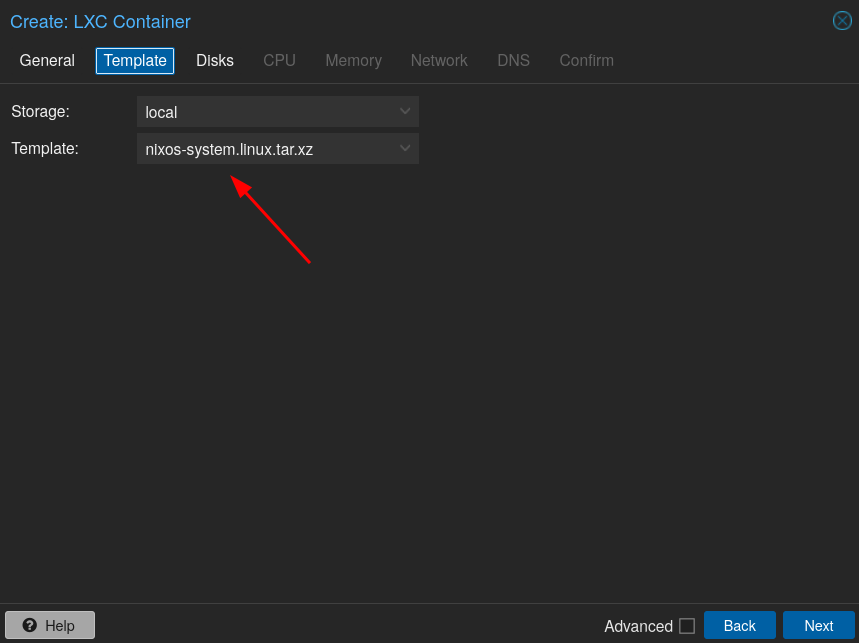 Create: LXC Container
General Template Disks CPU Memory Network DNS Confirm
Storage: local
Template: nixos-system.linux.tar.xz
Help Advanced Back Next